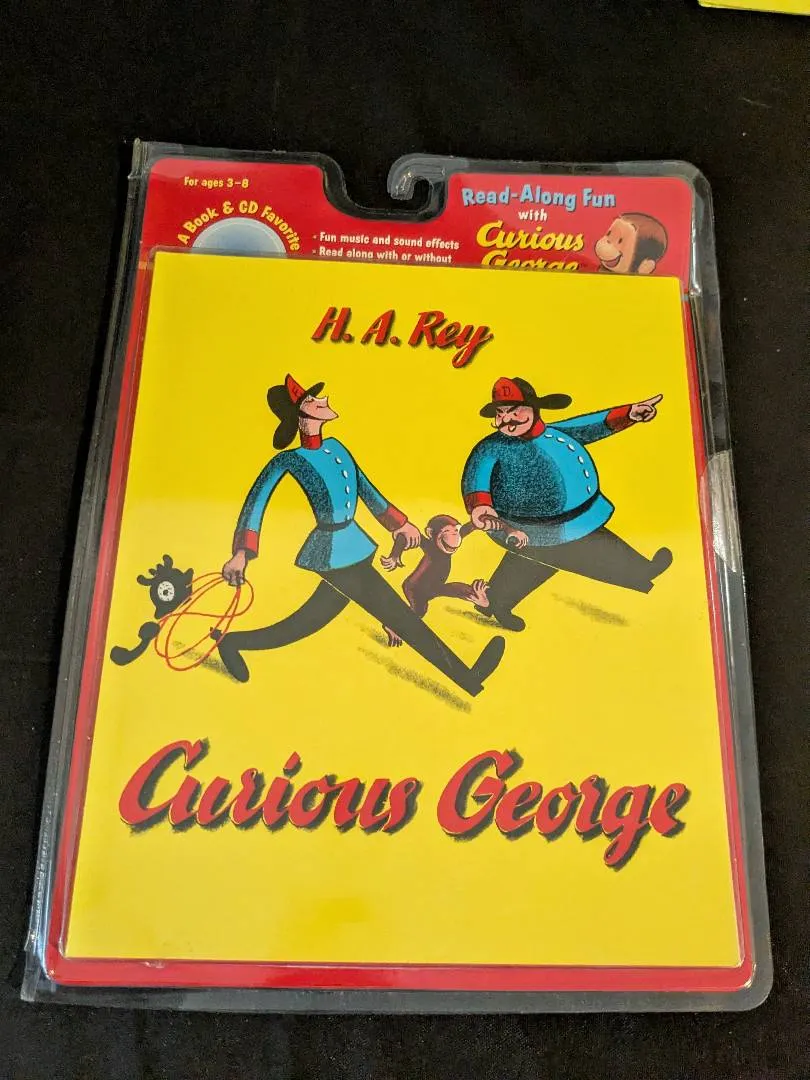 For ages 3–8
A Book & CD Favorite
· Fun music and sound effects
· Read along with or without
Read-Along Fun
with
Curious
George
H. A. Rey
F.
F. D.
Curious George